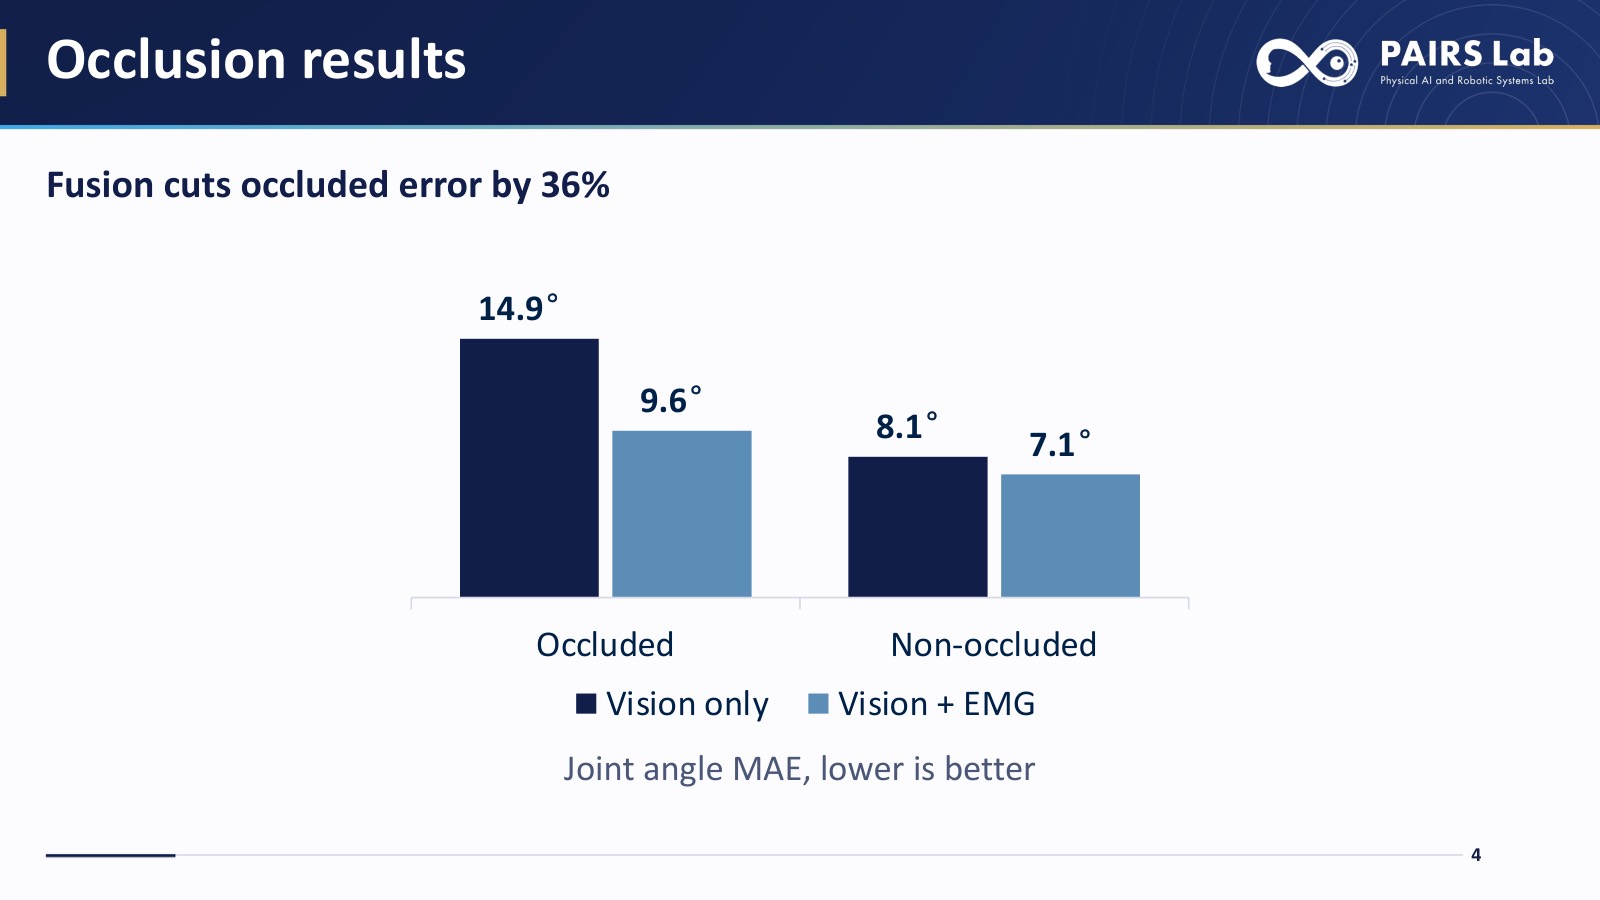 Occlusion results
PAIRS Lab
Physical AI and Robotic Systems Lab
Fusion cuts occluded error by 36%
14.9°
9.6°
8.1°
7.1°
Occluded
Non-occluded
Vision only
Vision + EMG
Joint angle MAE, lower is better
4